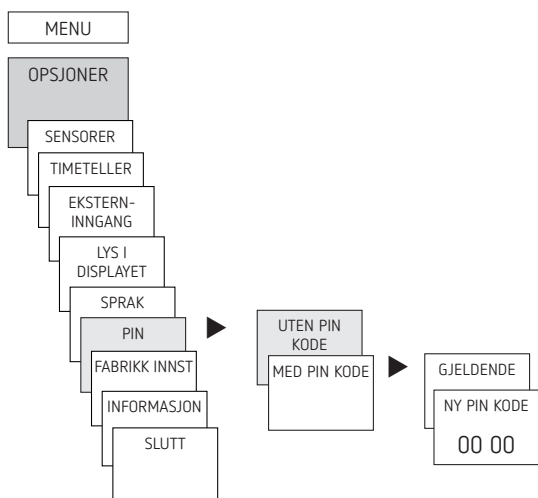 MENU
OPSJONER
SENSORER
TIMETELLER
EKSTERN-
INNGANG
LYS I
DISPLAYET
SPRAK
PIN
FABRIKK INNST
INFORMASJON
SLUTT
UTEN PIN
KODE
MED PIN KODE
GJELDENDE
NY PIN KODE
00 00